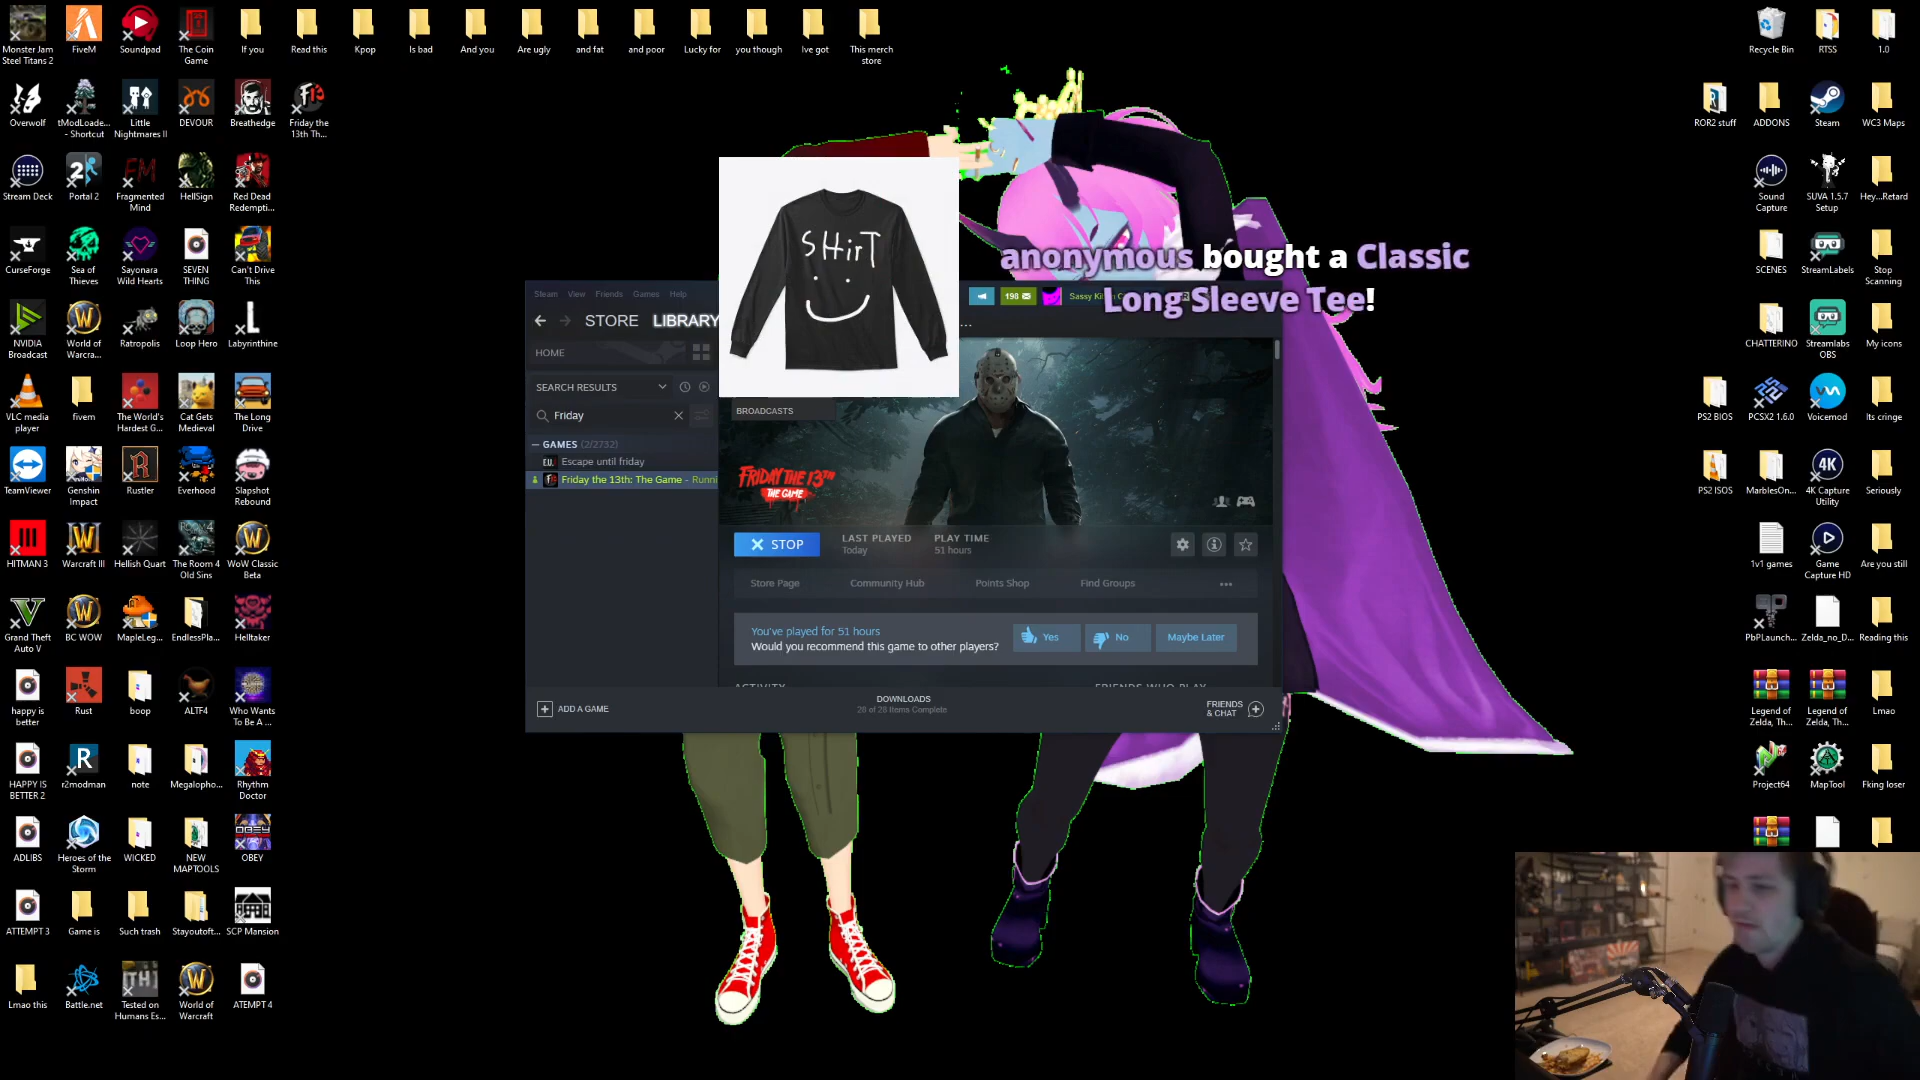 Monster Jam Steel Titans 2
FiveM
Soundpad
The Coin Game
If you
Read this
Kpop
Is bad
And you
Are ugly
and fat
and poor
Lucky for
you though
Ive got
This merch store
Recycle Bin
RTSS
1.0
Overwolf
tModLoade... - Shortcut
Little Nightmares II
DEVOUR
Breathedge
Friday the 13th Th...
ROR2 stuff
ADDONS
Steam
WC3 Maps
Stream Deck
Portal 2
Fragmented Mind
HellSign
Red Dead Redempti...
Sound Capture
SUVA 1.5.7 Setup
Hey...Retard
CurseForge
Sea of Thieves
Sayonara Wild Hearts
SEVEN THING
Can't Drive This
SCENES
StreamLabels
Stop Scanning
SHirT
anonymous bought a Classic
Long Sleeve Tee!
Steam
View
Friends
Games
Help
198
STORE
LIBRARY
NVIDIA Broadcast
World of Warcra...
Ratropolis
Loop Hero
Labyrinthine
CHATTERINO
Streamlabs OBS
My icons
HOME
SEARCH RESULTS
Friday
BROADCASTS
GAMES (2/2732)
Escape until friday
Friday the 13th: The Game - Runni
FRIDAY THE 13TH
THE GAME
VLC media player
fivem
The World's Hardest G...
Cat Gets Medieval
The Long Drive
PS2 BIOS
PCSX2 1.6.0
Voicemod
Its cringe
TeamViewer
Genshin Impact
Rustler
Everhood
Slapshot Rebound
PS2 ISOS
MarblesOn...
4K Capture Utility
Seriously
STOP
LAST PLAYED
Today
PLAY TIME
51 hours
HITMAN 3
Warcraft III
Hellish Quart
The Room 4 Old Sins
WoW Classic Beta
1v1 games
Game Capture HD
Are you still
Store Page
Community Hub
Points Shop
Find Groups
Grand Theft Auto V
BC WOW
MapleLeg...
EndlessPla...
Helltaker
PbPLaunch...
Zelda_no_D...
Reading this
You've played for 51 hours
Would you recommend this game to other players?
Yes
No
Maybe Later
ACTIVITY
FRIENDS WHO PLAY
ADD A GAME
DOWNLOADS
28 of 28 Items Complete
FRIENDS & CHAT
happy is better
Rust
boop
ALTF4
Who Wants To Be A ...
Legend of Zelda, Th...
Legend of Zelda, Th...
Lmao
HAPPY IS BETTER 2
r2modman
note
Megalopho...
Rhythm Doctor
Project64
MapTool
Fking loser
ADLIBS
Heroes of the Storm
WICKED
NEW MAPTOOLS
OBEY
ATTEMPT 3
Game is
Such trash
Stayoutoft...
SCP Mansion
Lmao this
Battle.net
Tested on Humans Es...
World of Warcraft
ATEMPT 4